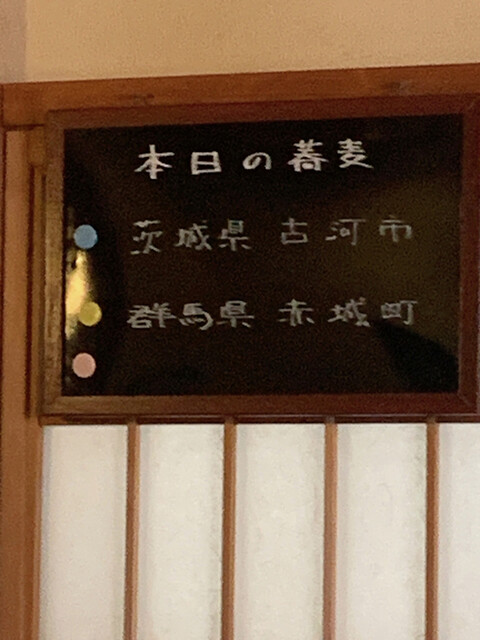 本日の蕎麦
茨城県 古河市
群馬県 赤城町